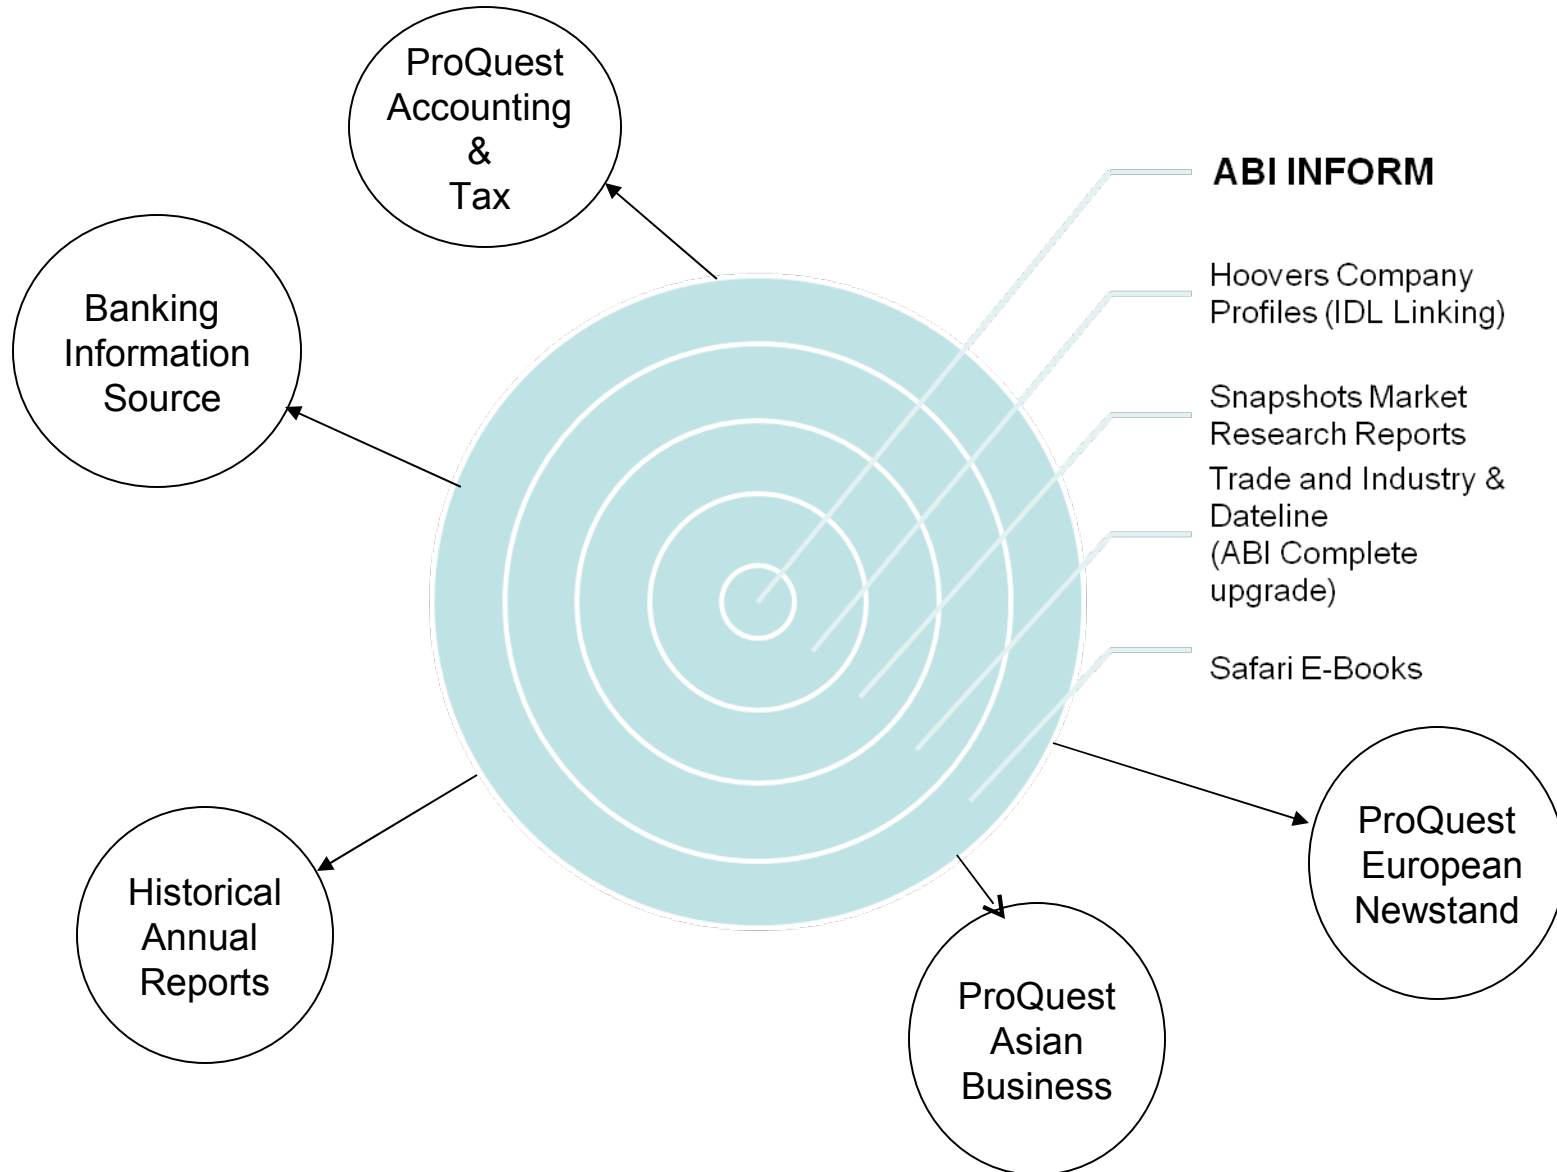 ProQuest
Accounting
&
Tax
ABI INFORM
Banking
Information
Source
Hoovers Company
Profiles (IDL Linking)
Snapshots Market
Research Reports
Trade and Industry &
Dateline
(ABI Complete
upgrade)
Safari E-Books
Historical
Annual
Reports
ProQuest
European
Newstand
ProQuest
Asian
Business